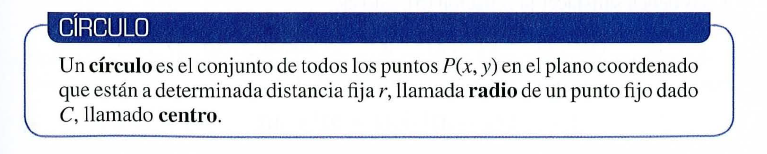 CÍRCULO
Un círculo es el conjunto de todos los puntos P(x, y) en el plano coordenado
que están a determinada distancia fija r, llamada radio de un punto fijo dado
C, llamado centro.